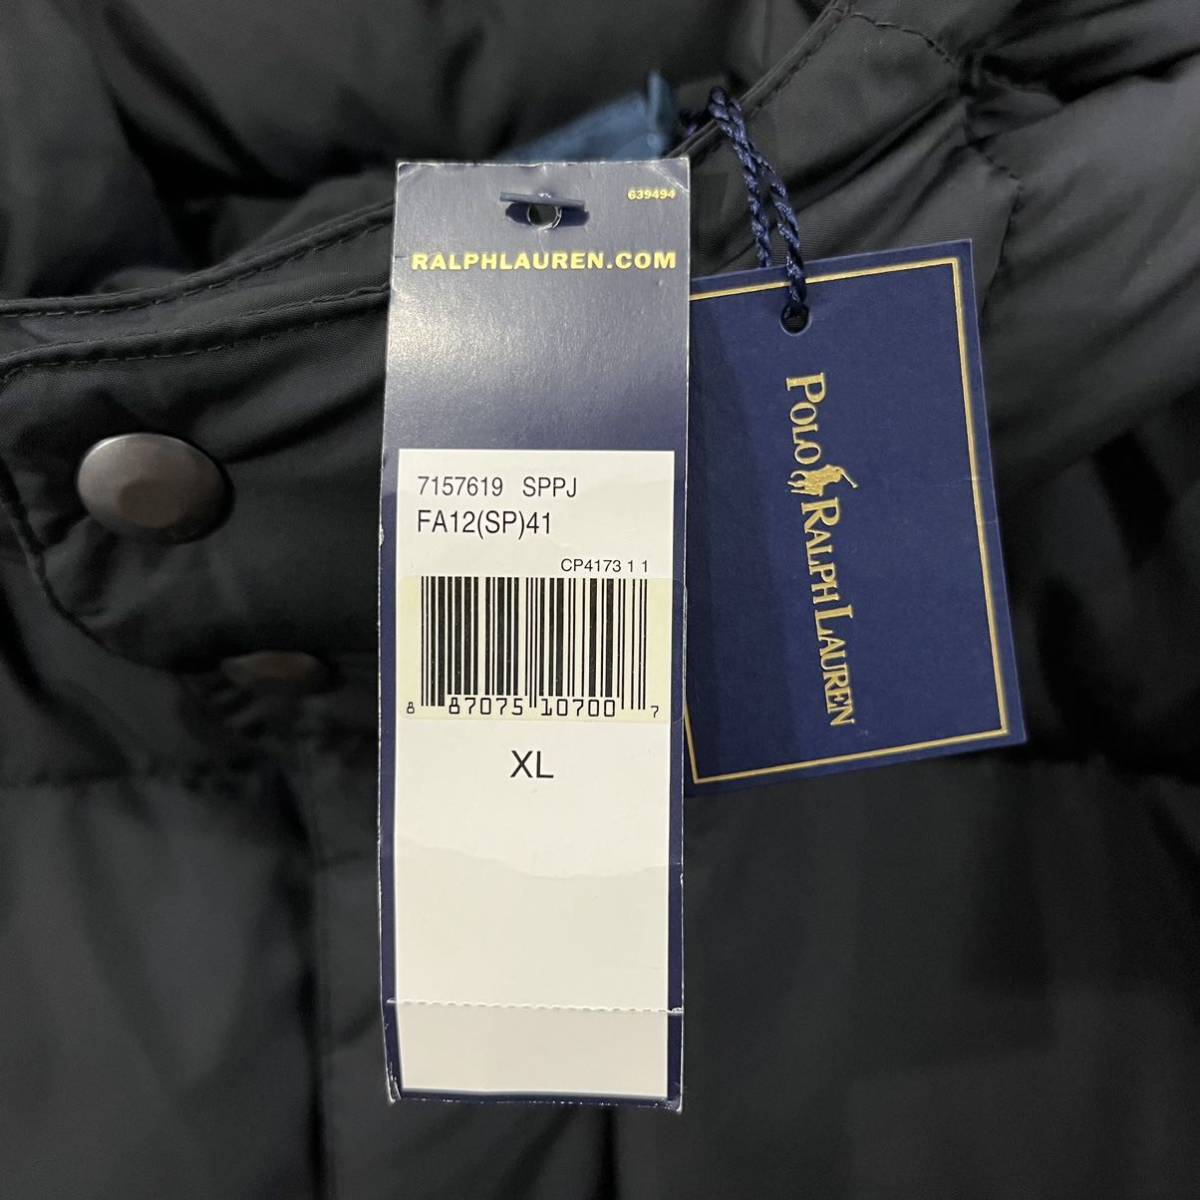 639494
RALPHLAUREN.COM
7157619 SPPJ
FA12(SP)41
CP4173 1 1
8 87075 10700 7
XL
POLO RALPH LAUREN